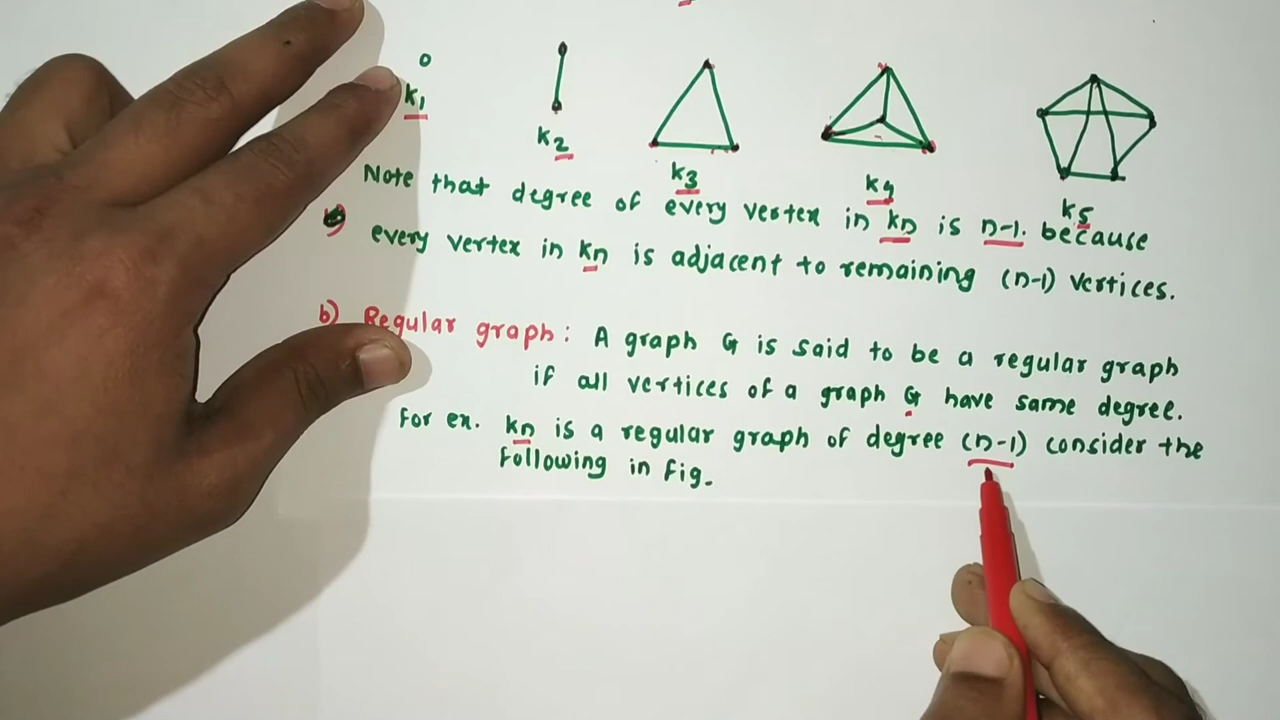 K1
K2
K3
K4
K5
Note that degree of every vertex in Kn is n-1. because
every vertex in Kn is adjacent to remaining (n-1) vertices.
b) Regular graph: A graph G is said to be a regular graph
if all vertices of a graph G have same degree.
For ex. Kn is a regular graph of degree (n-1) consider the
following in fig.